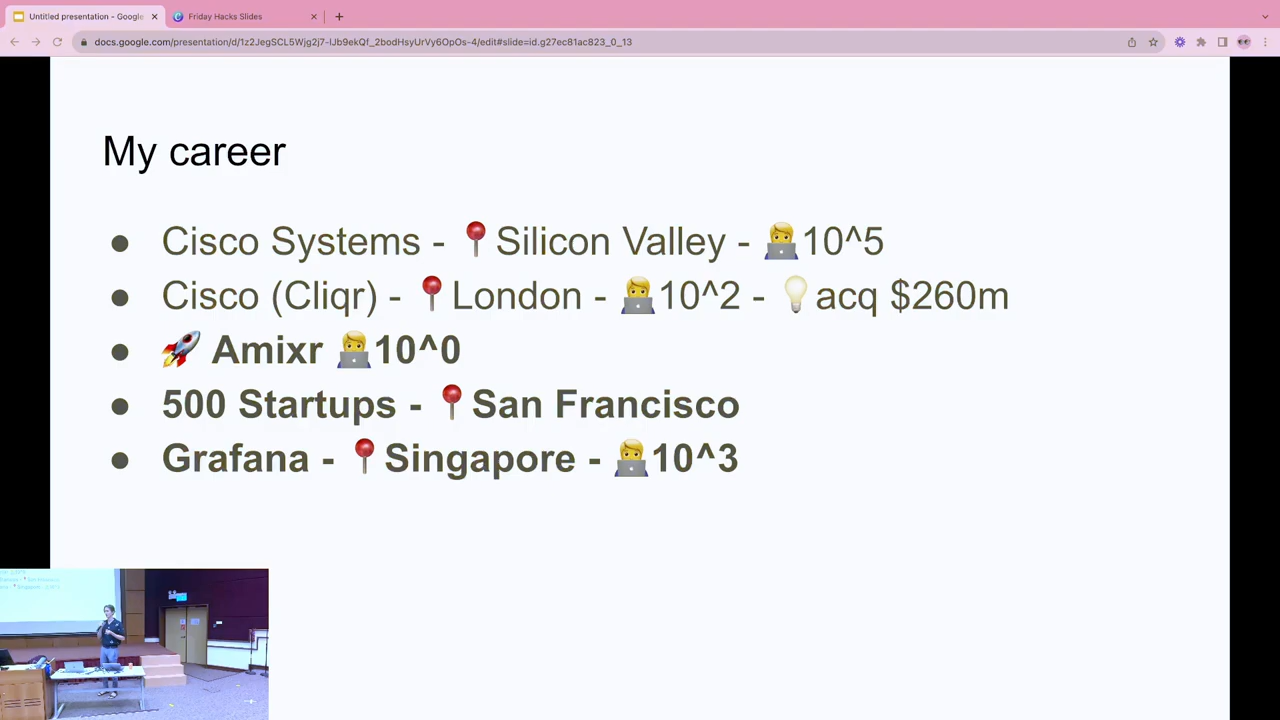 Untitled presentation - Google
Friday Hacks Slides
docs.google.com/presentation/d/1z2JegSCL5Wjg2j7-IJb9ekQf_2bodHsyUrVy6OpOs-4/edit#slide=id.g27ec81ac823_0_13
My career
● Cisco Systems - 📍Silicon Valley - 🧑‍💻10^5
● Cisco (Cliqr) - 📍London - 🧑‍💻10^2 - 💡acq $260m
● 🚀 Amixr 🧑‍💻10^0
● 500 Startups - 📍San Francisco
● Grafana - 📍Singapore - 🧑‍💻10^3